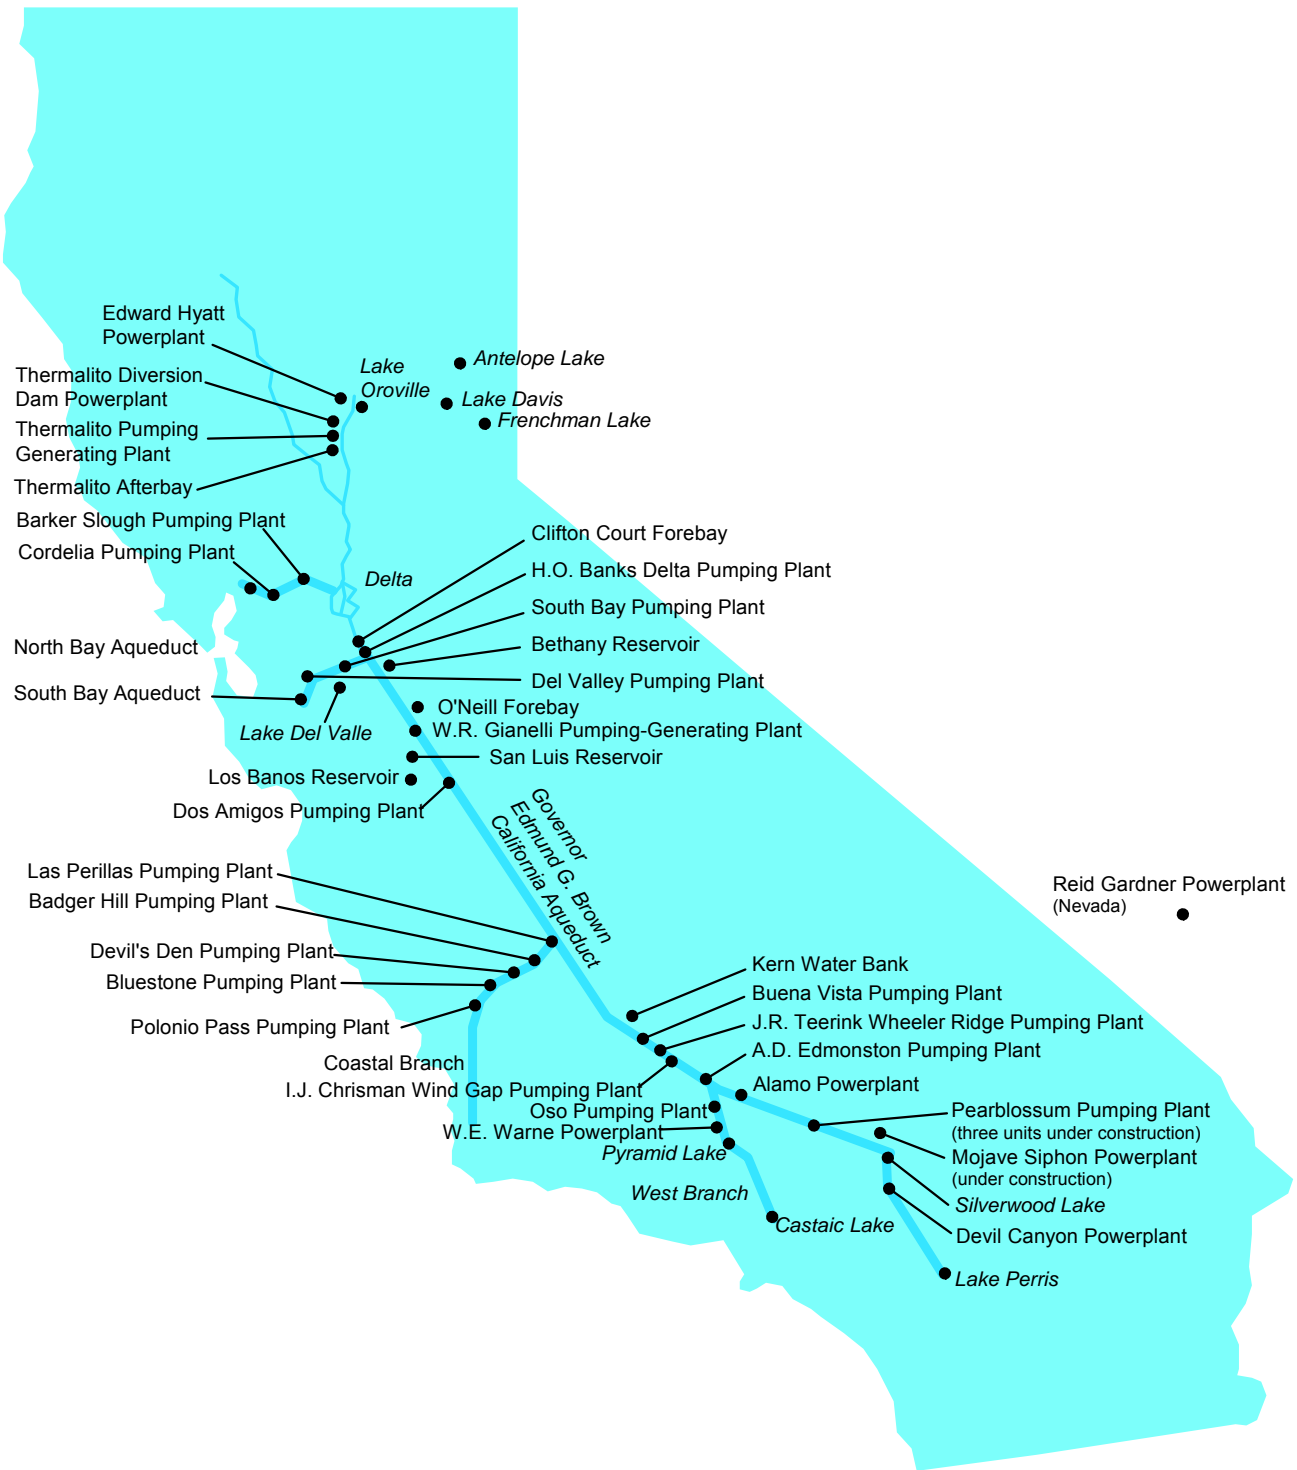 Edward Hyatt
Powerplant
Lake
Oroville
Antelope Lake
Thermalito Diversion
Dam Powerplant
Lake Davis
Frenchman Lake
Thermalito Pumping
Generating Plant
Thermalito Afterbay
Barker Slough Pumping Plant
Cordelia Pumping Plant
Clifton Court Forebay
H.O. Banks Delta Pumping Plant
Delta
South Bay Pumping Plant
North Bay Aqueduct
Bethany Reservoir
Del Valley Pumping Plant
South Bay Aqueduct
O'Neill Forebay
Lake Del Valle
W.R. Gianelli Pumping-Generating Plant
San Luis Reservoir
Los Banos Reservoir
Dos Amigos Pumping Plant
Governor
Edmund G. Brown
California Aqueduct
Las Perillas Pumping Plant
Badger Hill Pumping Plant
Reid Gardner Powerplant
(Nevada)
Devil's Den Pumping Plant
Bluestone Pumping Plant
Kern Water Bank
Buena Vista Pumping Plant
Polonio Pass Pumping Plant
J.R. Teerink Wheeler Ridge Pumping Plant
A.D. Edmonston Pumping Plant
Coastal Branch
I.J. Chrisman Wind Gap Pumping Plant
Alamo Powerplant
Oso Pumping Plant
W.E. Warne Powerplant
Pyramid Lake
Pearblossum Pumping Plant
(three units under construction)
Mojave Siphon Powerplant
(under construction)
West Branch
Silverwood Lake
Castaic Lake
Devil Canyon Powerplant
Lake Perris